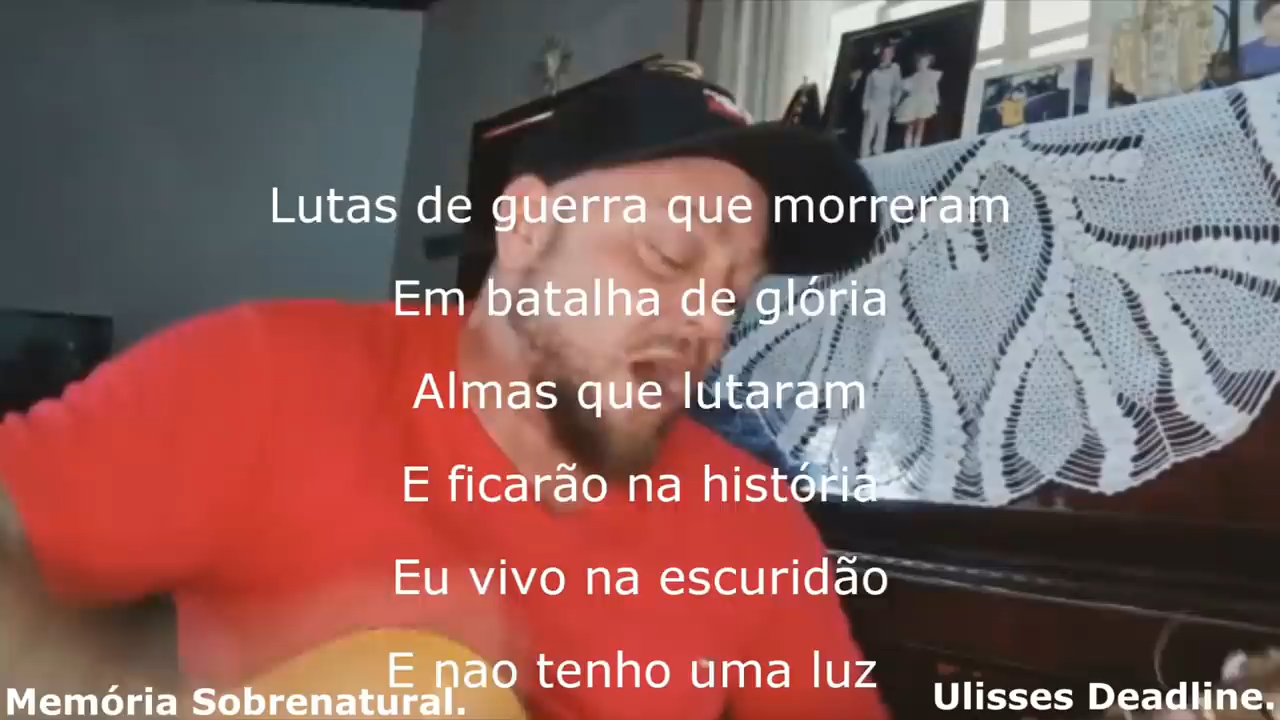 Lutas de guerra que morreram
Em batalha de glória
Almas que lutaram
E ficarão na história
Eu vivo na escuridão
E nao tenho uma luz
Memória Sobrenatural.
Ulisses Deadline.